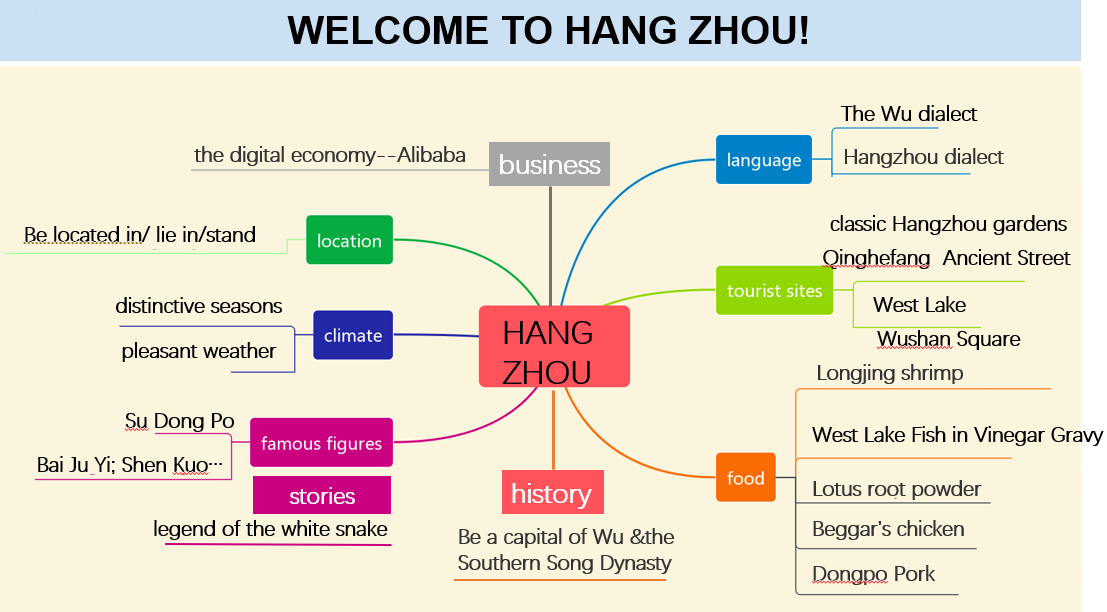 WELCOME TO HANG ZHOU!
the digital economy--Alibaba
business
Be located in/ lie in/stand
location
distinctive seasons
pleasant weather
climate
Su Dong Po
Bai Ju Yi; Shen Kuo…
famous figures
stories
legend of the white snake
HANG
ZHOU
history
Be a capital of Wu &the
Southern Song Dynasty
language
The Wu dialect
Hangzhou dialect
tourist sites
classic Hangzhou gardens
Qinghefang Ancient Street
West Lake
Wushan Square
food
Longjing shrimp
West Lake Fish in Vinegar Gravy
Lotus root powder
Beggar's chicken
Dongpo Pork